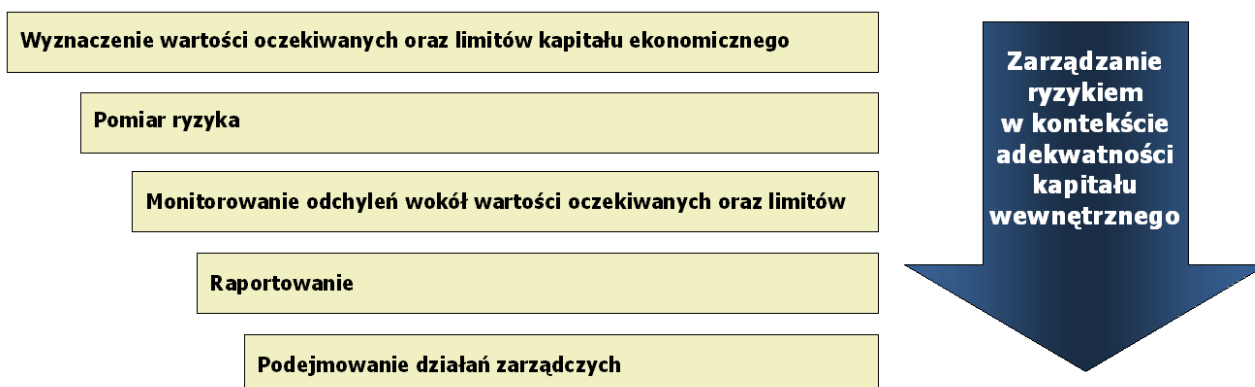 Wyznaczenie wartości oczekiwanych oraz limitów kapitału ekonomicznego
Pomiar ryzyka
Monitorowanie odchyleń wokół wartości oczekiwanych oraz limitów
Raportowanie
Podejmowanie działań zarządczych
Zarządzanie
ryzykiem
w kontekście
adekwatności
kapitału
wewnętrznego